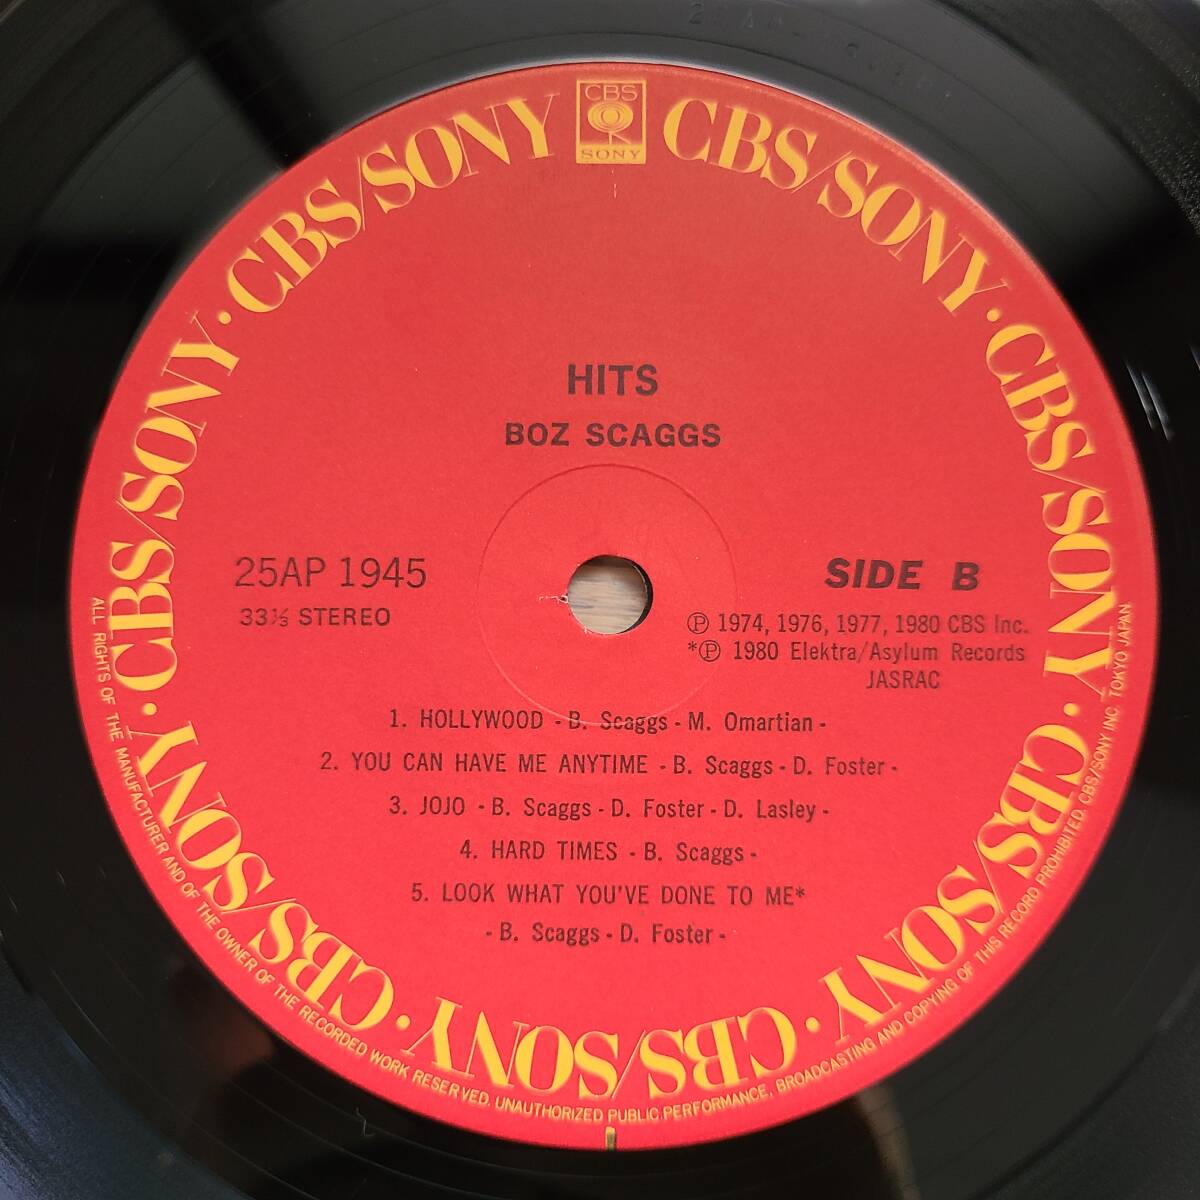 CBS
SONY
CBS/SONY · CBS/SONY · CBS/SONY · CBS/SONY · CBS/SONY · CBS/SONY · CBS/SONY · CBS/SONY
HITS
BOZ SCAGGS
25AP 1945
33⅓ STEREO
SIDE B
Ⓟ 1974, 1976, 1977, 1980 CBS Inc.
*Ⓟ 1980 Elektra/Asylum Records
JASRAC
1. HOLLYWOOD - B. Scaggs - M. Omartian -
2. YOU CAN HAVE ME ANYTIME - B. Scaggs - D. Foster -
3. JOJO - B. Scaggs - D. Foster - D. Lasley -
4. HARD TIMES - B. Scaggs -
5. LOOK WHAT YOU'VE DONE TO ME*
- B. Scaggs - D. Foster -
ALL RIGHTS OF THE MANUFACTURER AND OF THE OWNER OF THE RECORDED WORK RESERVED. UNAUTHORIZED PUBLIC PERFORMANCE, BROADCASTING AND COPYING OF THIS RECORD PROHIBITED. CBS/SONY INC. TOKYO JAPAN.